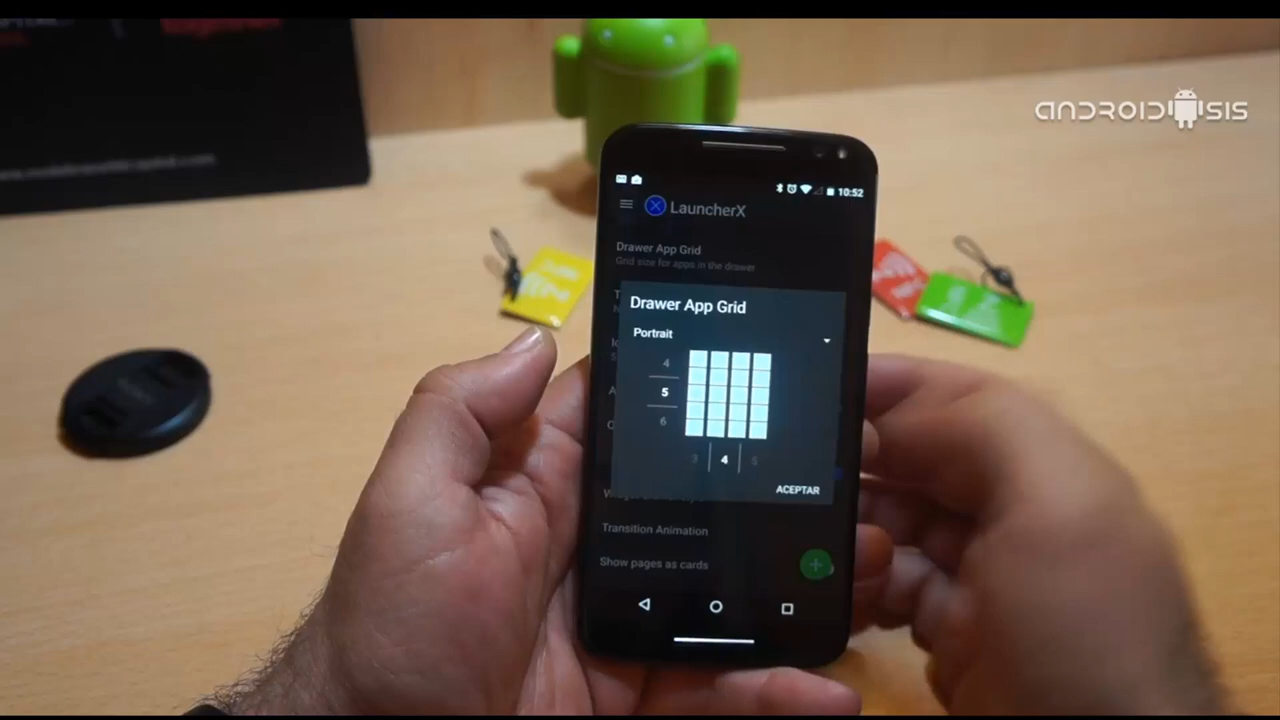 ANDROIDSIS
10:52
LauncherX
Drawer App Grid
Grid size for apps in the drawer
Drawer App Grid
Portrait
4
5
6
3 4 5
ACEPTAR
Transition Animation
Show pages as cards